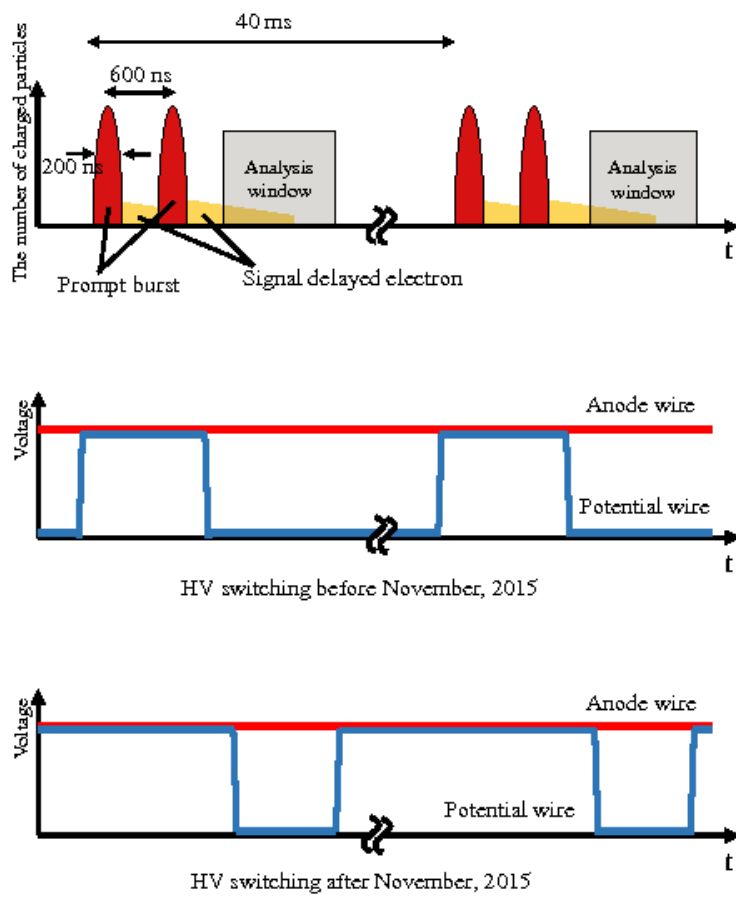 40 ms
600 ns
200 ns
The number of charged particles
Analysis
window
Analysis
window
Prompt burst
Signal delayed electron
t
Voltage
Anode wire
Potential wire
t
HV switching before November, 2015
Voltage
Anode wire
Potential wire
t
HV switching after November, 2015